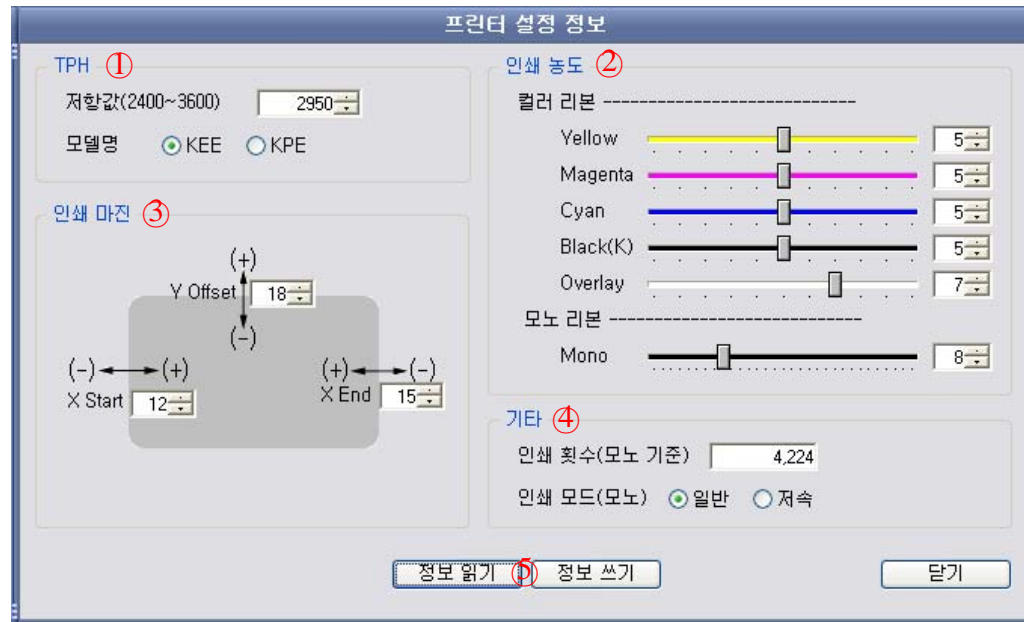 프린터 설정 정보
TPH ①
저항값(2400~3600) 2950
모델명 KEE KPE
인쇄 농도 ②
컬러 리본 ----------------------------
Yellow 5
Magenta 5
Cyan 5
Black(K) 5
Overlay 7
모노 리본 ----------------------------
Mono 8
인쇄 마진 ③
(+)
Y Offset 18
(-)
(-) (+)
X Start 12
(+) (-)
X End 15
기타 ④
인쇄 횟수(모노 기준) 4,224
인쇄 모드(모노) 일반 저속
정보 읽기 ⑤ 정보 쓰기 닫기